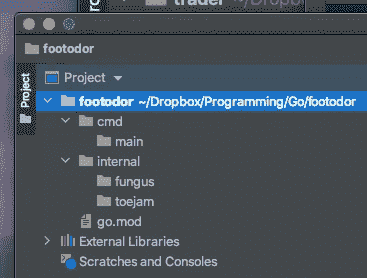 trader ~/Dropbo
footodor
Project
Project
footodor ~/Dropbox/Programming/Go/footodor
cmd
main
internal
fungus
toejam
go.mod
External Libraries
Scratches and Consoles